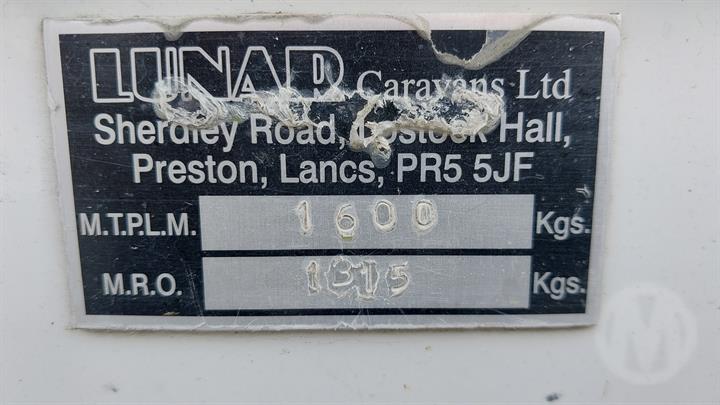 LUNAR Caravans Ltd
Sherdley Road, Lostock Hall,
Preston, Lancs, PR5 5JF
M.T.P.L.M. 1600 Kgs.
M.R.O. 1315 Kgs.
M